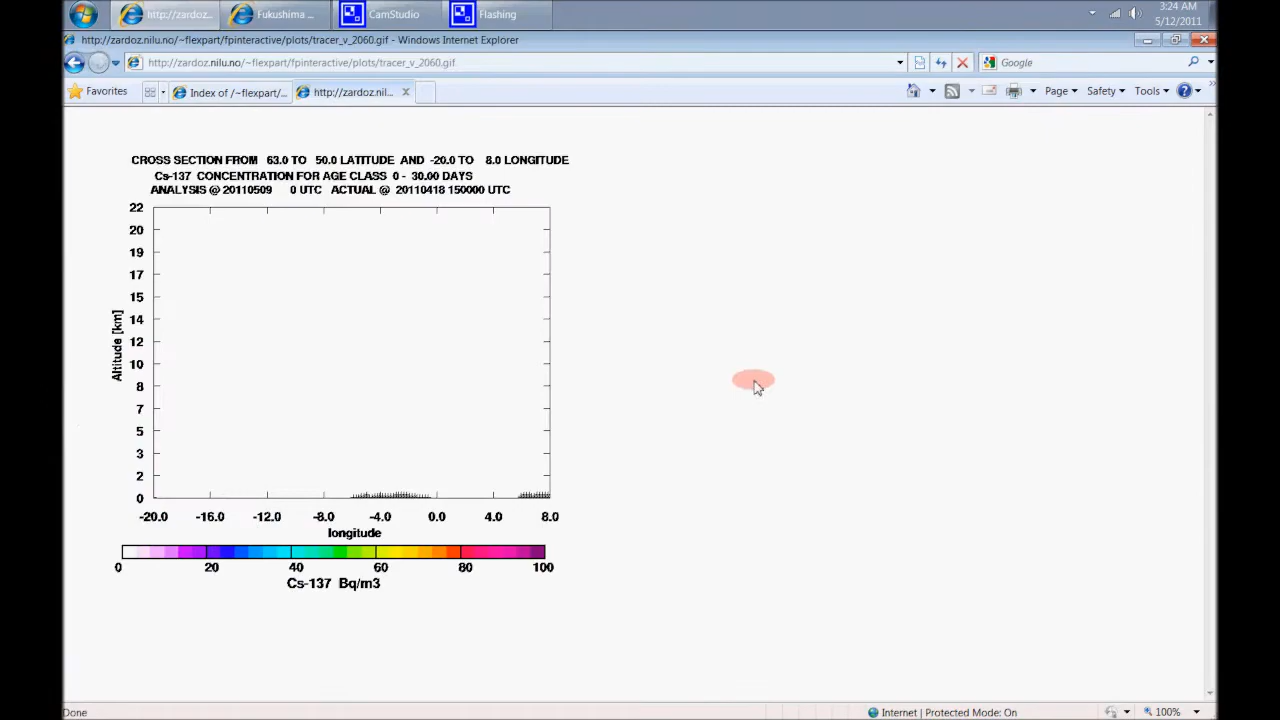 http://zardoz...
Fukushima ...
CamStudio
Flashing
3:24 AM
5/12/2011
http://zardoz.nilu.no/~flexpart/fpinteractive/plots/tracer_v_2060.gif - Windows Internet Explorer
http://zardoz.nilu.no/~flexpart/fpinteractive/plots/tracer_v_2060.gif
Google
Favorites
Index of /~flexpart/...
http://zardoz.nil...
Page
Safety
Tools
CROSS SECTION FROM 63.0 TO 50.0 LATITUDE AND -20.0 TO 8.0 LONGITUDE
Cs-137 CONCENTRATION FOR AGE CLASS 0 - 30.00 DAYS
ANALYSIS @ 20110509 0 UTC ACTUAL @ 20110418 150000 UTC
22
20
19
17
15
14
12
10
8
7
5
3
2
0
Altitude [km]
-20.0 -16.0 -12.0 -8.0 -4.0 0.0 4.0 8.0
longitude
0 20 40 60 80 100
Cs-137 Bq/m3
Done
Internet | Protected Mode: On
100%